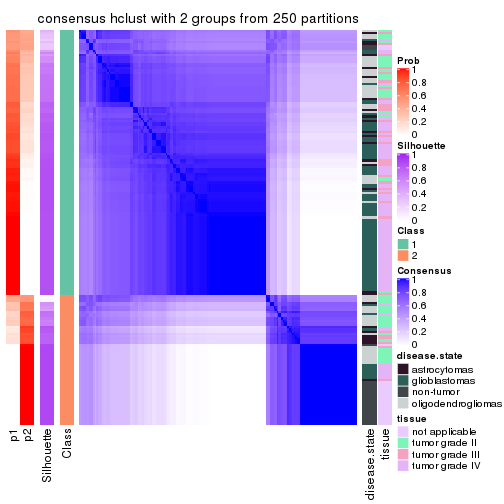 consensus hclust with 2 groups from 250 partitions
Prob
1
0.8
0.6
0.4
0.2
0
Silhouette
1
0.8
0.6
0.4
0.2
0
Class
1
2
Consensus
1
0.8
0.6
0.4
0.2
0
disease.state
astrocytomas
glioblastomas
non-tumor
oligodendrogliomas
tissue
not applicable
tumor grade II
tumor grade III
tumor grade IV
p1
p2
Silhouette
Class
disease.state
tissue